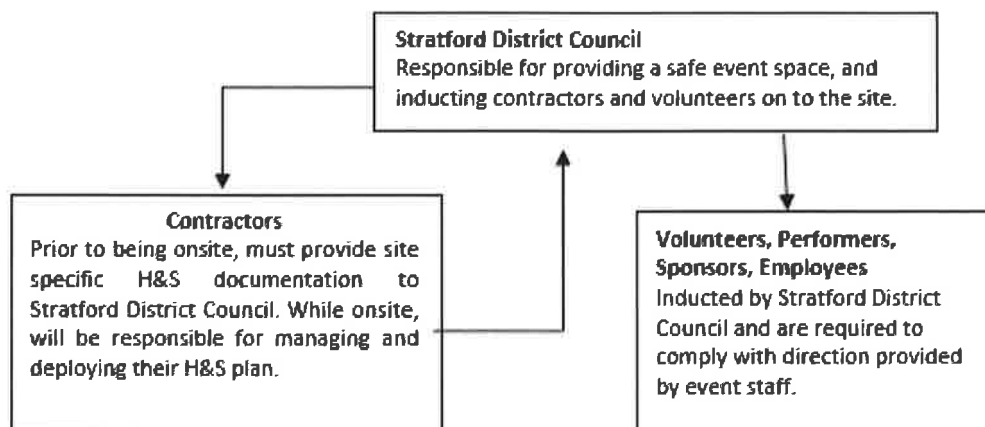 Stratford District Council
Responsible for providing a safe event space, and
inducting contractors and volunteers on to the site.
Contractors
Prior to being onsite, must provide site
specific H&S documentation to
Stratford District Council. While onsite,
will be responsible for managing and
deploying their H&S plan.
Volunteers, Performers,
Sponsors, Employees
Inducted by Stratford District
Council and are required to
comply with direction provided
by event staff.